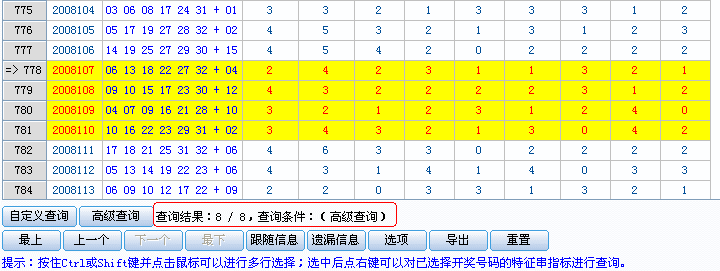 775 2008104 03 06 08 17 24 31 + 01 3 3 2 1 3 3 3 1 2
776 2008105 05 17 19 27 28 32 + 02 4 5 3 2 1 3 1 2 3
777 2008106 14 19 25 27 29 30 + 15 4 5 4 2 0 2 2 2 2
=> 778 2008107 06 13 18 22 27 32 + 04 2 4 2 3 1 1 3 2 1
779 2008108 09 10 15 17 23 30 + 12 4 3 2 2 2 2 3 1 2
780 2008109 04 07 09 16 21 28 + 10 3 2 1 2 3 1 2 4 0
781 2008110 10 16 22 23 29 31 + 02 3 4 3 2 1 3 0 4 2
782 2008111 17 18 21 25 31 32 + 06 4 6 3 3 0 2 2 2 2
783 2008112 05 13 14 19 22 23 + 06 4 3 1 4 1 4 0 3 3
784 2008113 06 09 10 12 17 22 + 09 2 2 0 3 3 1 3 2 1
自定义查询 高级查询 查询结果：8 / 8，查询条件：（高级查询）
最上 上一个 下一个 最下 跟随信息 遗漏信息 选项 导出 重置
提示：按住Ctrl或Shift键并点击鼠标可以进行多行选择；选中后点右键可以对已选择开奖号码的特征串指标进行查询。